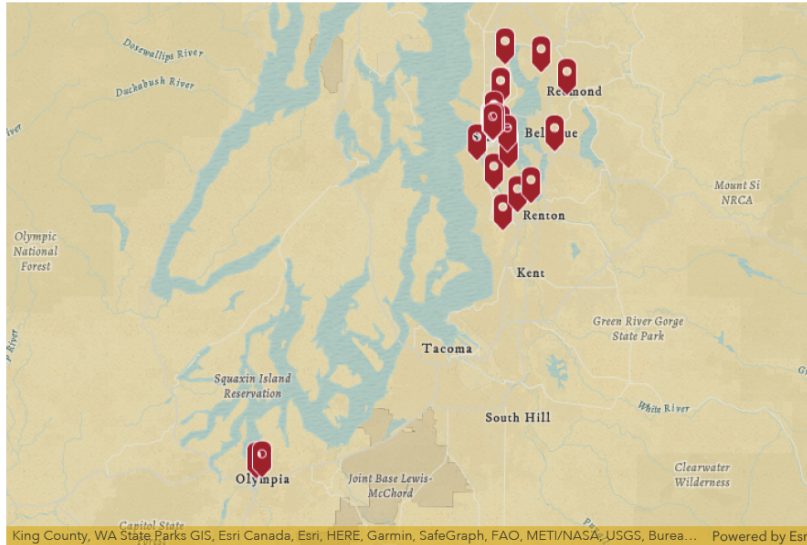 Dosewallips River
Duckabush River
Redmond
Bel
ue
Mount Si
NRCA
Renton
Olympic
National
Forest
Kent
Green River Gorge
State Park
Tacoma
Squaxin Island
Reservation
White River
South Hill
Olympia
Joint Base Lewis-
McChord
Clearwater
Wilderness
Capitol State
King County, WA State Parks GIS, Esri Canada, Esri, HERE, Garmin, SafeGraph, FAO, METI/NASA, USGS, Burea... Powered by Esri